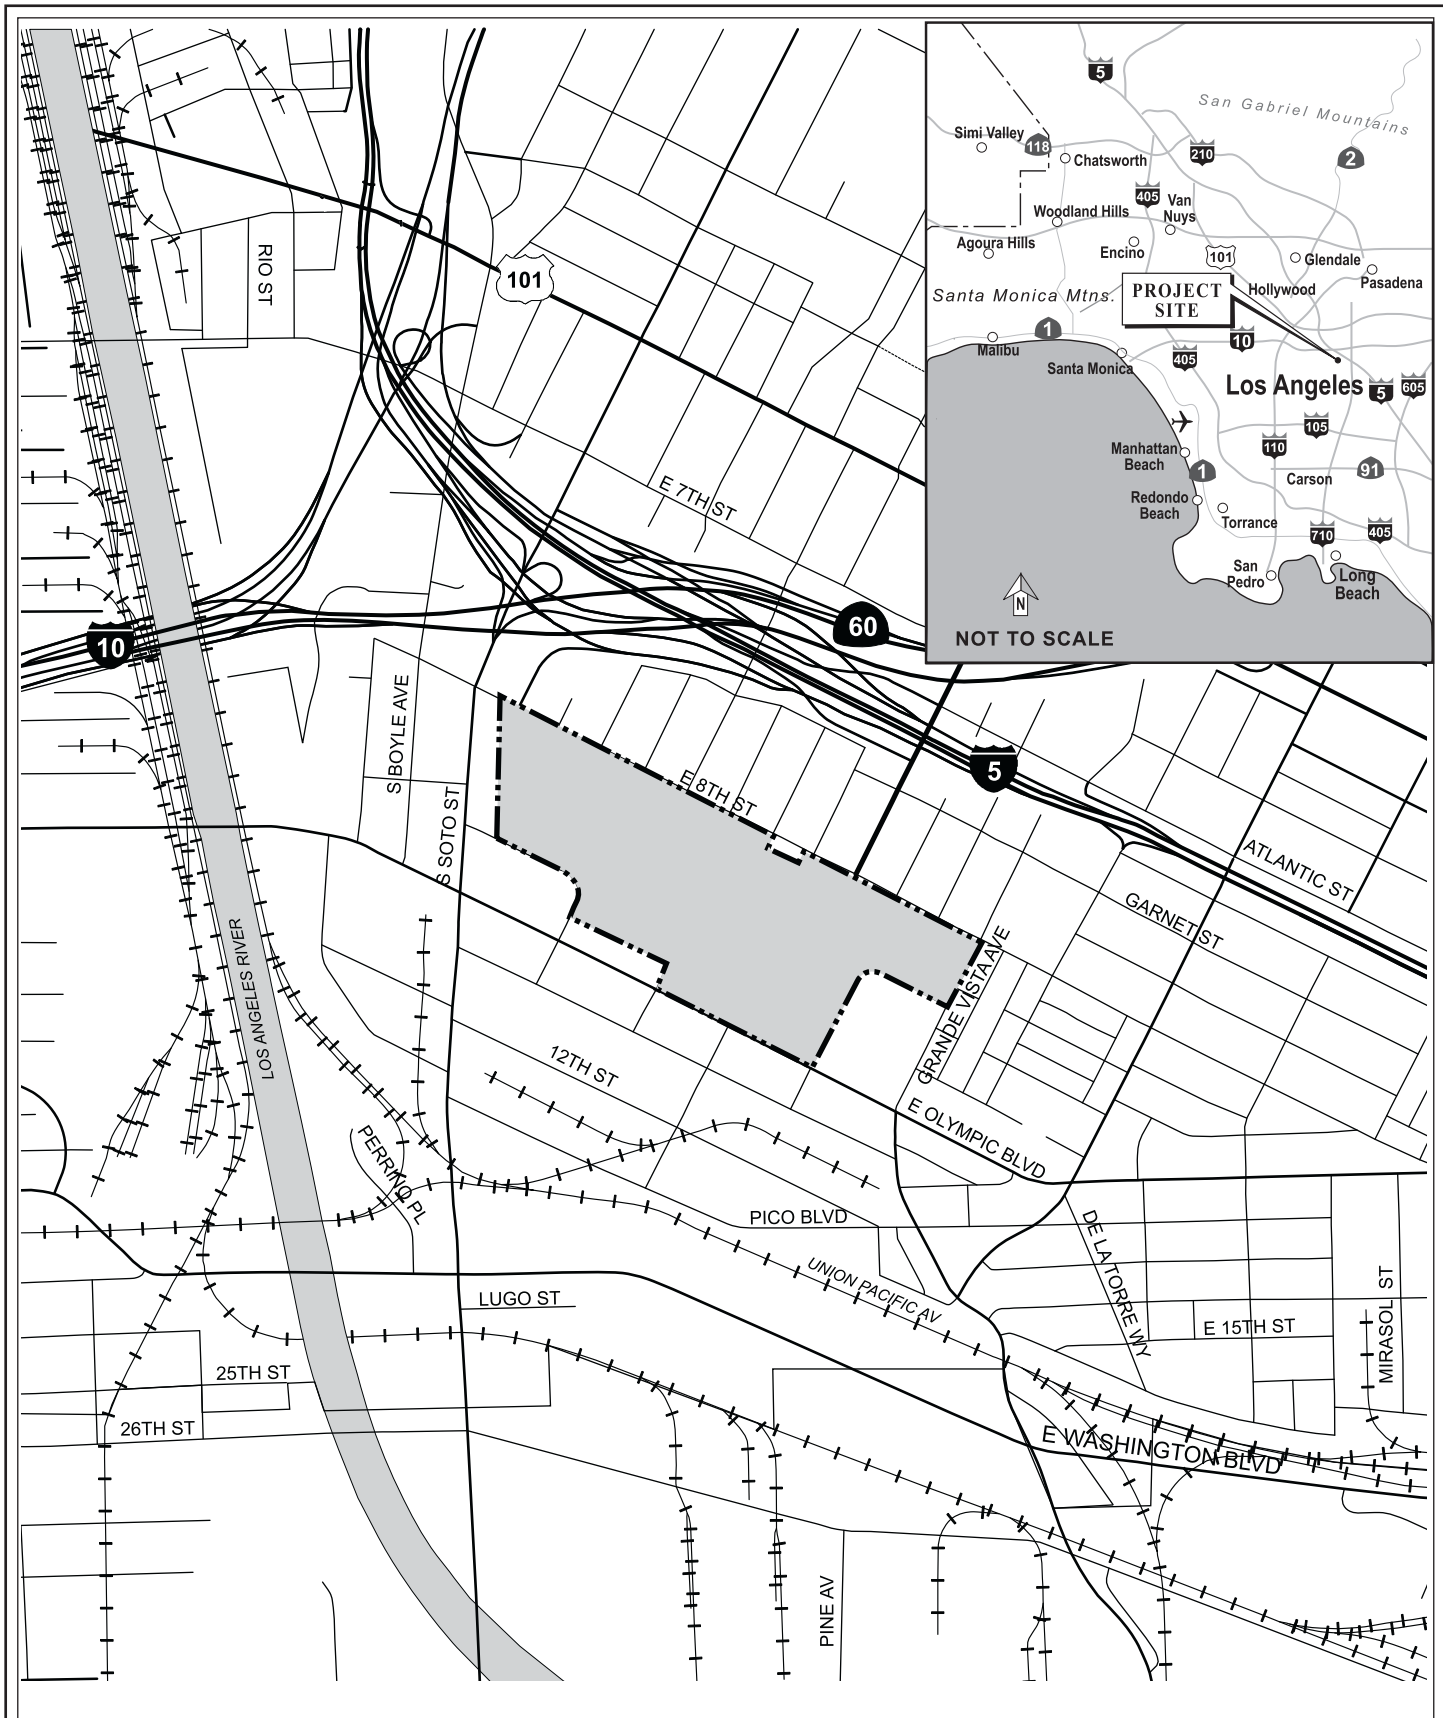 5
San Gabriel Mountains
Simi Valley
118
Chatsworth
210
2
405
Van
Nuys
Woodland Hills
Agoura Hills
Encino
101
Glendale
Pasadena
Santa Monica Mtns.
PROJECT
SITE
Hollywood
1
10
Malibu
Santa Monica
405
Los Angeles
5
605
105
Manhattan
Beach
110
1
91
Carson
Redondo
Beach
Torrance
710
405
San
Pedro
Long
Beach
N
NOT TO SCALE
RIO ST
101
E 7TH ST
10
60
S BOYLE AVE
5
E 8TH ST
S SOTO ST
ATLANTIC ST
GARNET ST
LOS ANGELES RIVER
GRANDE VISTA AVE
12TH ST
E OLYMPIC BLVD
PERRINO PL
PICO BLVD
DE LA TORRE WY
UNION PACIFIC AV
LUGO ST
E 15TH ST
MIRASOL ST
25TH ST
26TH ST
E WASHINGTON BLVD
PINE AV